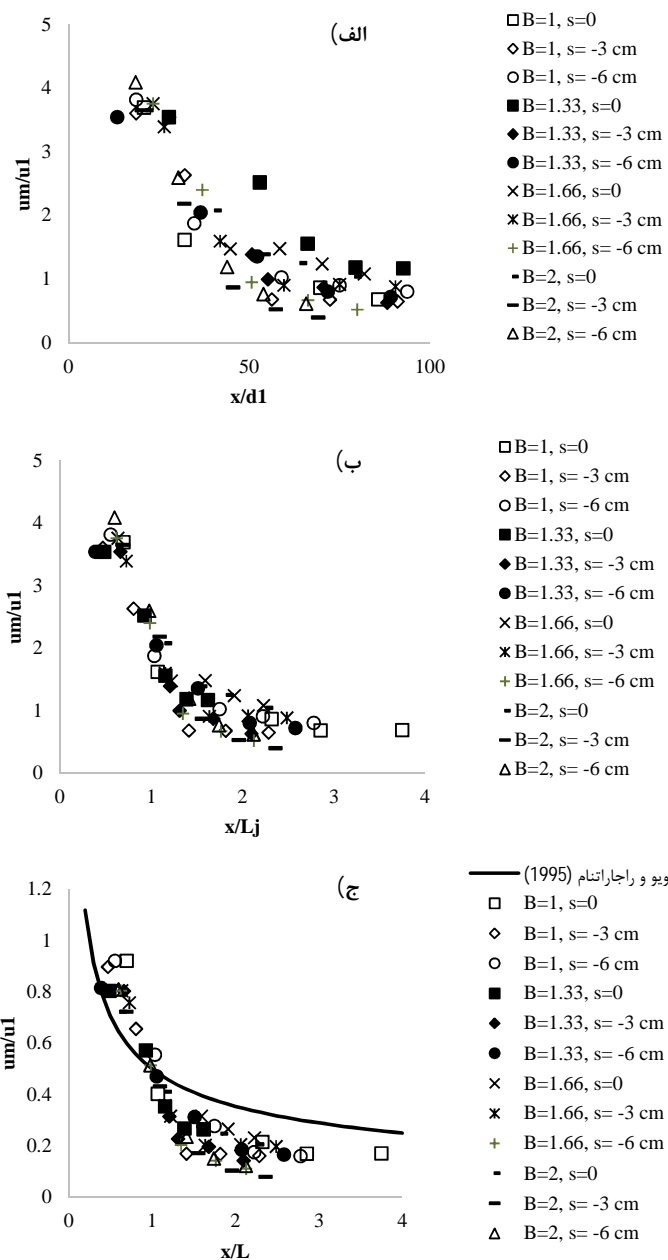 الف)
5
4
3
2
1
0
um/u1
0 50 100
x/d1
B=1, s=0
B=1, s= -3 cm
B=1, s= -6 cm
B=1.33, s=0
B=1.33, s= -3 cm
B=1.33, s= -6 cm
B=1.66, s=0
B=1.66, s= -3 cm
B=1.66, s= -6 cm
B=2, s=0
B=2, s= -3 cm
B=2, s= -6 cm
ب)
5
4
3
2
1
0
um/u1
0 1 2 3 4
x/Lj
B=1, s=0
B=1, s= -3 cm
B=1, s= -6 cm
B=1.33, s=0
B=1.33, s= -3 cm
B=1.33, s= -6 cm
B=1.66, s=0
B=1.66, s= -3 cm
B=1.66, s= -6 cm
B=2, s=0
B=2, s= -3 cm
B=2, s= -6 cm
ج)
1.2
1
0.8
0.6
0.4
0.2
0
um/u1
0 1 2 3 4
x/L
ویو و راجاراتنام (1995)
B=1, s=0
B=1, s= -3 cm
B=1, s= -6 cm
B=1.33, s=0
B=1.33, s= -3 cm
B=1.33, s= -6 cm
B=1.66, s=0
B=1.66, s= -3 cm
B=1.66, s= -6 cm
B=2, s=0
B=2, s= -3 cm
B=2, s= -6 cm